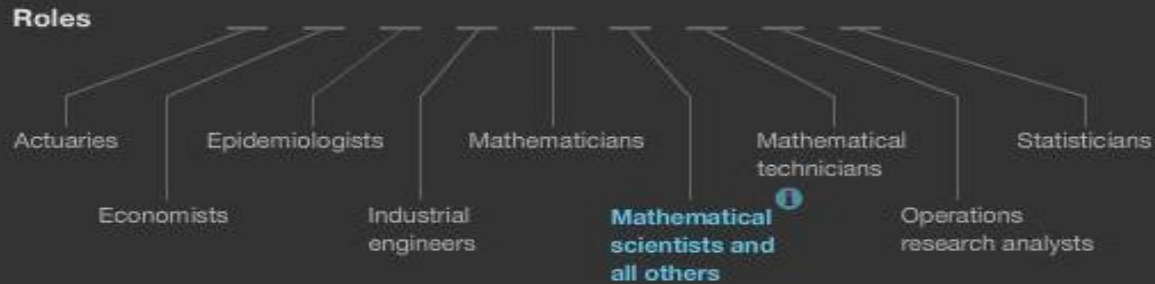 Roles
Actuaries
Epidemiologists
Mathematicians
Mathematical
technicians
Statisticians
Economists
Industrial
engineers
Mathematical
scientists and
all others
i
Operations
research analysts